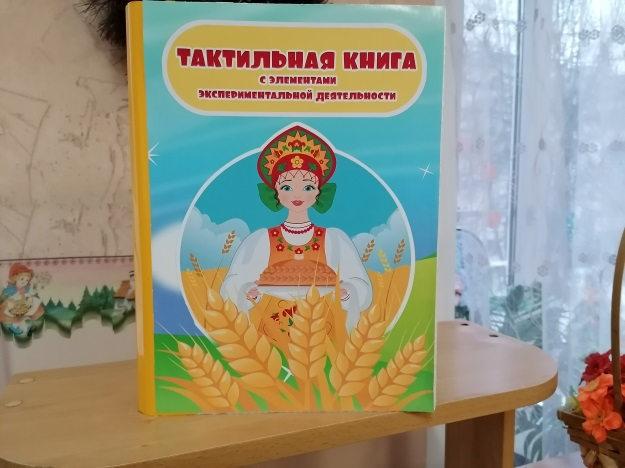 ТАКТИЛЬНАЯ КНИГА
С ЭЛЕМЕНТАМИ
ЭКСПЕРИМЕНТАЛЬНОЙ ДЕЯТЕЛЬНОСТИ